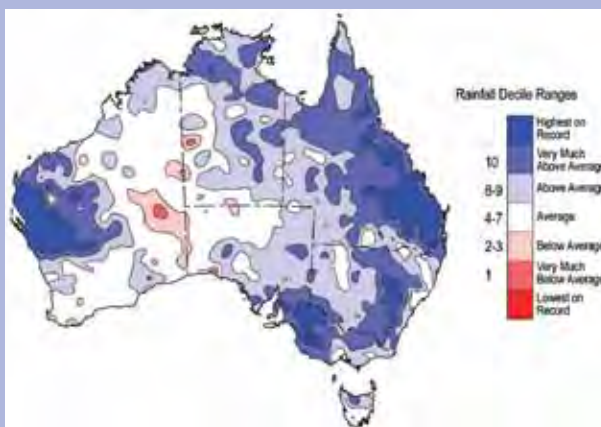 Rainfall Decile Ranges
Highest on
Record
10
Very Much
Above Average
8-9
Above Average
4-7
Average
2-3
Below Average
1
Very Much
Below Average
Lowest on
Record